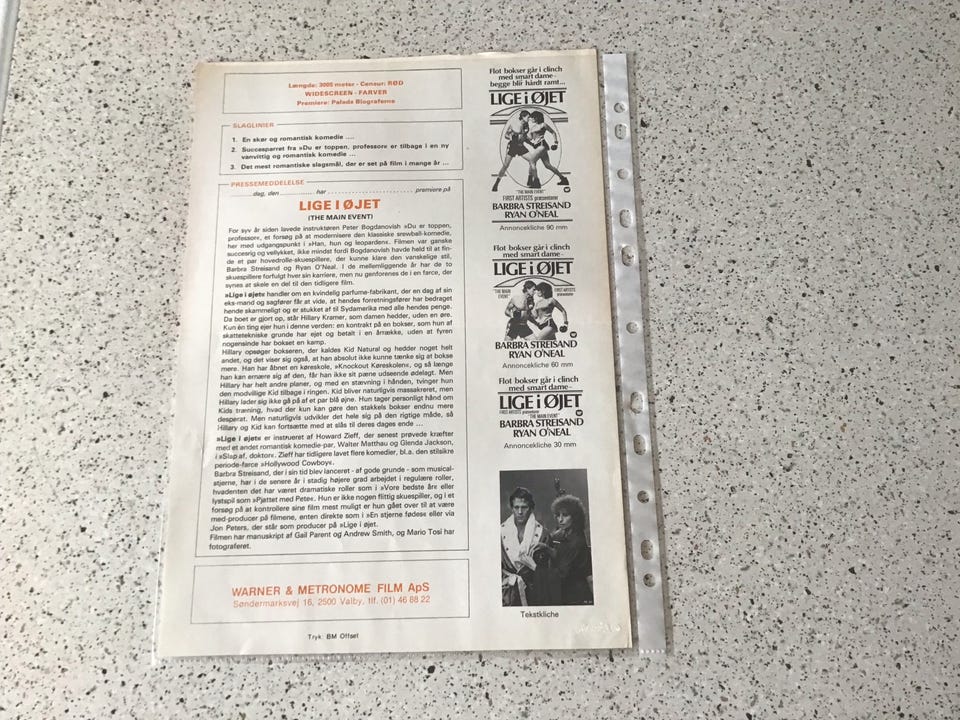 Længde: 3005 meter - Censur: RØD
WIDESCREEN - FARVER
Premiere: Palads Biograferne
SLAGLINIER
1. En skør og romantisk komedie ....
2. Succesparret fra »Du er toppen, professor« er tilbage i en ny
vanvittig og romantisk komedie ...
3. Det mest romantiske slagsmål, der er set på film i mange år ...
PRESSEMEDDELELSE
............dag, den ............ har ............................ premiere på
LIGE I ØJET
(THE MAIN EVENT)
For syv år siden lavede instruktøren Peter Bogdanovish »Du er toppen,
professor«, et forsøg på at modernisere den klassiske srewball-komedie,
her med udgangspunkt i »Han, hun og leoparden«. Filmen var ganske
succesrig og vellykket, ikke mindst fordi Bogdanovish havde held til at fin-
de et par hovedrolle-skuespillere, der kunne klare den vanskelige stil,
Barbra Streisand og Ryan O'Neal. I de mellemliggende år har de to
skuespillere forfulgt hver sin karriere, men nu genforenes de i en farce, der
synes at skele en del til den tidligere film.
»Lige i øjet« handler om en kvindelig parfume-fabrikant, der en dag af sin
eks-mand og sagfører får at vide, at hendes forretningsfører har bedraget
hende skammeligt og er stukket af til Sydamerika med alle hendes penge.
Da boet er gjort op, står Hillary Kramer, som damen hedder, uden en øre.
Kun én ting ejer hun i denne verden: en kontrakt på en bokser, som hun af
skattetekniske grunde har ejet og betalt i en årrække, uden at fyren
nogensinde har bokset en kamp.
Hillary opsøger bokseren, der kaldes Kid Natural og hedder noget helt
andet, og det viser sig også, at han absolut ikke kunne tænke sig at bokse
mere. Han har åbnet en køreskole, »Knockout Køreskolen«, og så længe
han kan ernære sig af den, får han ikke sit pæne udseende ødelagt. Men
Hillary har helt andre planer, og med en stævning i hånden, tvinger hun
den modvillige Kid tilbage i ringen. Kid bliver naturligvis massakreret, men
Hillary lader sig ikke gå på af et par blå øjne. Hun tager personligt hånd om
Kids træning, hvad der kun kan gøre den stakkels bokser endnu mere
desperat. Men naturligvis udvikler det hele sig på den rigtige måde, så
Hillary og Kid kan fortsætte med at slås til deres dages ende ...
»Lige i øjet« er instrueret af Howard Zieff, der senest prøvede kræfter
med et andet romantisk komedie-par, Walter Matthau og Glenda Jackson,
i »Slap af, doktor«. Zieff har tidligere lavet flere komedier, bl.a. den stilsikre
periode-farce »Hollywood Cowboy«.
Barbra Streisand, der i sin tid blev lanceret - af gode grunde - som musical-
stjerne, har i de senere år i stadig højere grad arbejdet i regulære roller,
hvadenten det har været dramatiske roller som i »Vore bedste år« eller
lystspil som »Pjattet med Pete«. Hun er ikke nogen flittig skuespiller, og i et
forsøg på at kontrollere sine film mest muligt er hun gået over til at være
med-producer på filmene, enten direkte som i »En stjerne fødes« eller via
Jon Peters, der står som producer på »Lige i øjet.
Filmen har manuskript af Gail Parent og Andrew Smith, og Mario Tosi har
fotograferet.
WARNER & METRONOME FILM ApS
Søndermarksvej 16, 2500 Valby, tlf. (01) 46 88 22
Tryk: BM Offset
Flot bokser går i clinch
med smart dame-
begge blir hårdt ramt...
LIGE i ØJET
"THE MAIN EVENT"
FIRST ARTISTS præsenterer
BARBRA STREISAND
RYAN O'NEAL
Annoncekliche 90 mm
Flot bokser går i clinch
med smart dame-
LIGE i ØJET
"THE MAIN
EVENT"
FIRST ARTISTS
præsenterer
BARBRA STREISAND
RYAN O'NEAL
Annoncekliche 60 mm
Flot bokser går i clinch
med smart dame-
LIGE i ØJET
FIRST ARTISTS præsenterer
"THE MAIN EVENT"
BARBRA STREISAND
RYAN O'NEAL
Annoncekliche 30 mm
Tekstkliche